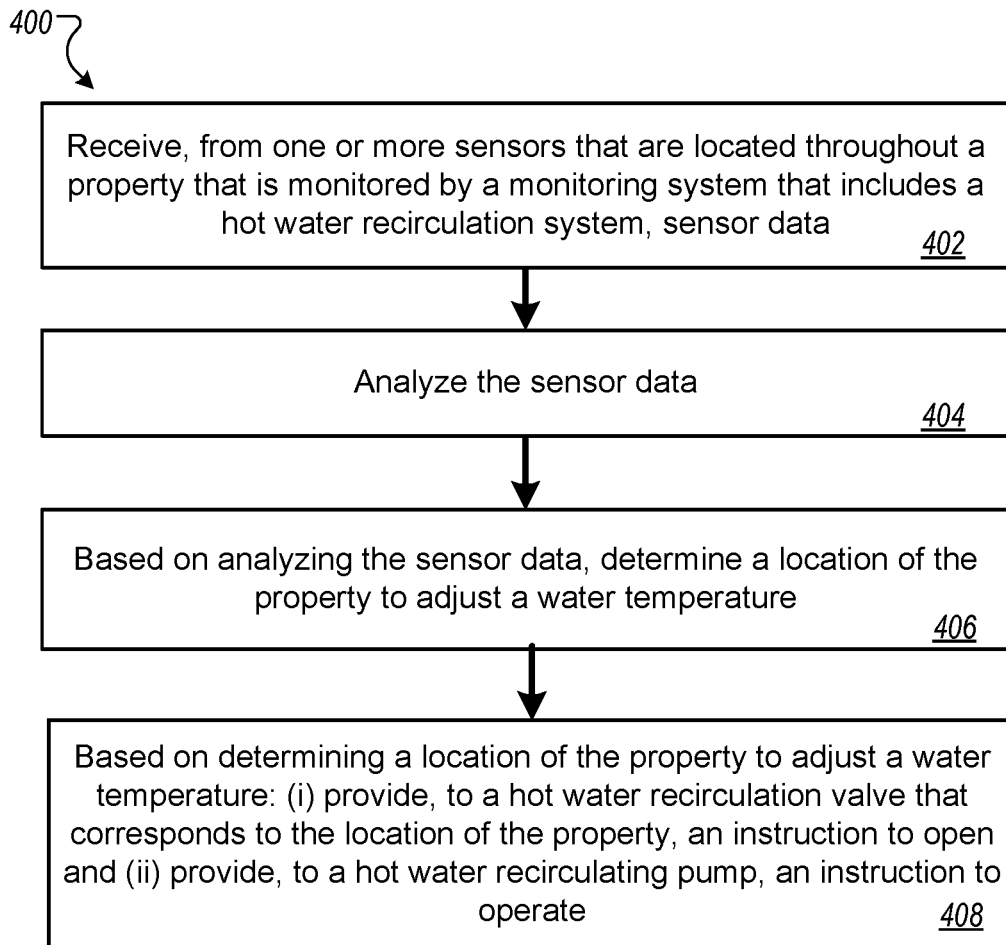 400
Receive, from one or more sensors that are located throughout a
property that is monitored by a monitoring system that includes a
hot water recirculation system, sensor data
402
Analyze the sensor data
404
Based on analyzing the sensor data, determine a location of the
property to adjust a water temperature
406
Based on determining a location of the property to adjust a water
temperature: (i) provide, to a hot water recirculation valve that
corresponds to the location of the property, an instruction to open
and (ii) provide, to a hot water recirculating pump, an instruction to
operate
408